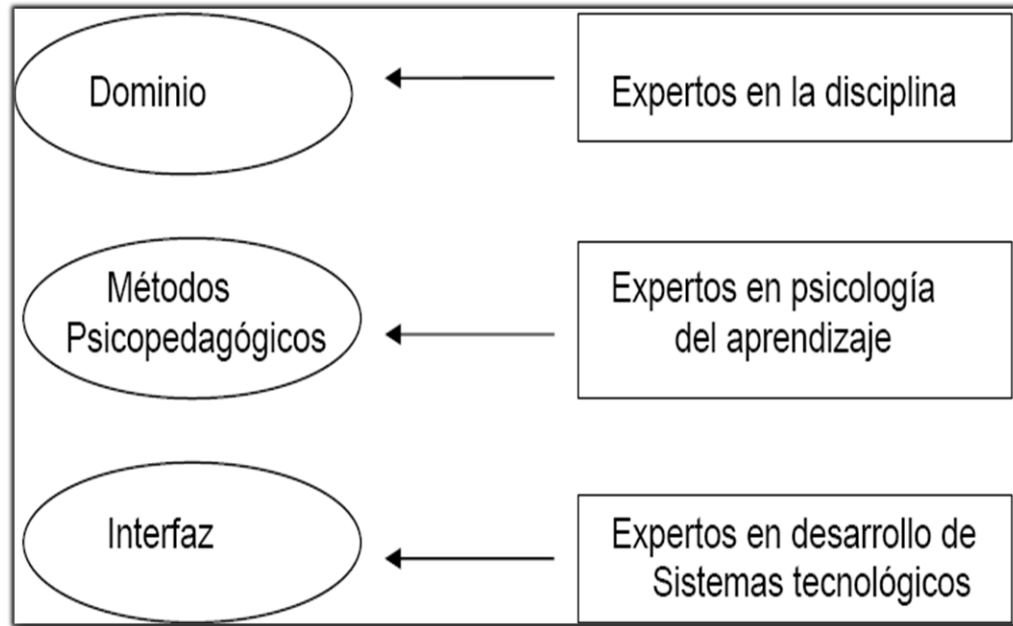 Dominio
Expertos en la disciplina
Métodos
Psicopedagógicos
Expertos en psicología
del aprendizaje
Interfaz
Expertos en desarrollo de
Sistemas tecnológicos